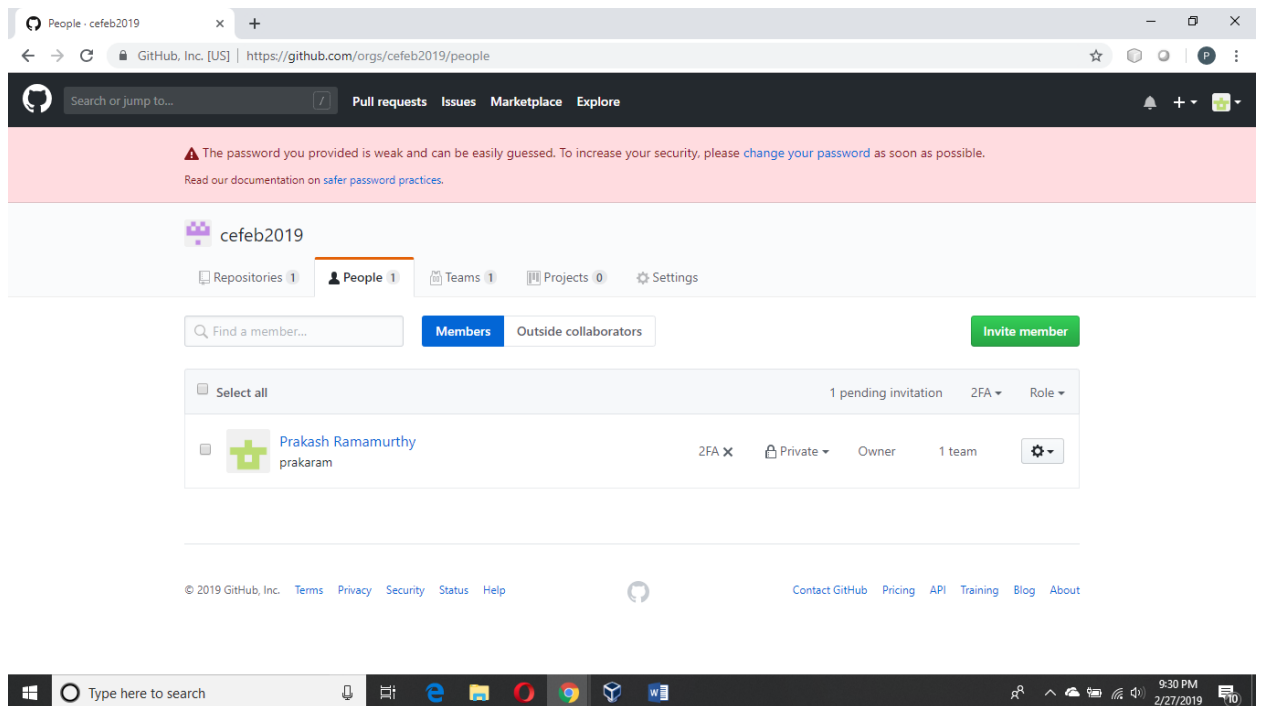 People · cefeb2019
GitHub, Inc. [US] | https://github.com/orgs/cefeb2019/people
P
Search or jump to... / Pull requests Issues Marketplace Explore
The password you provided is weak and can be easily guessed. To increase your security, please change your password as soon as possible.
Read our documentation on safer password practices.
cefeb2019
Repositories 1 People 1 Teams 1 Projects 0 Settings
Find a member... Members Outside collaborators Invite member
Select all 1 pending invitation 2FA Role
Prakash Ramamurthy
prakaram
2FA Private Owner 1 team
© 2019 GitHub, Inc. Terms Privacy Security Status Help Contact GitHub Pricing API Training Blog About
Type here to search
9:30 PM
2/27/2019
10